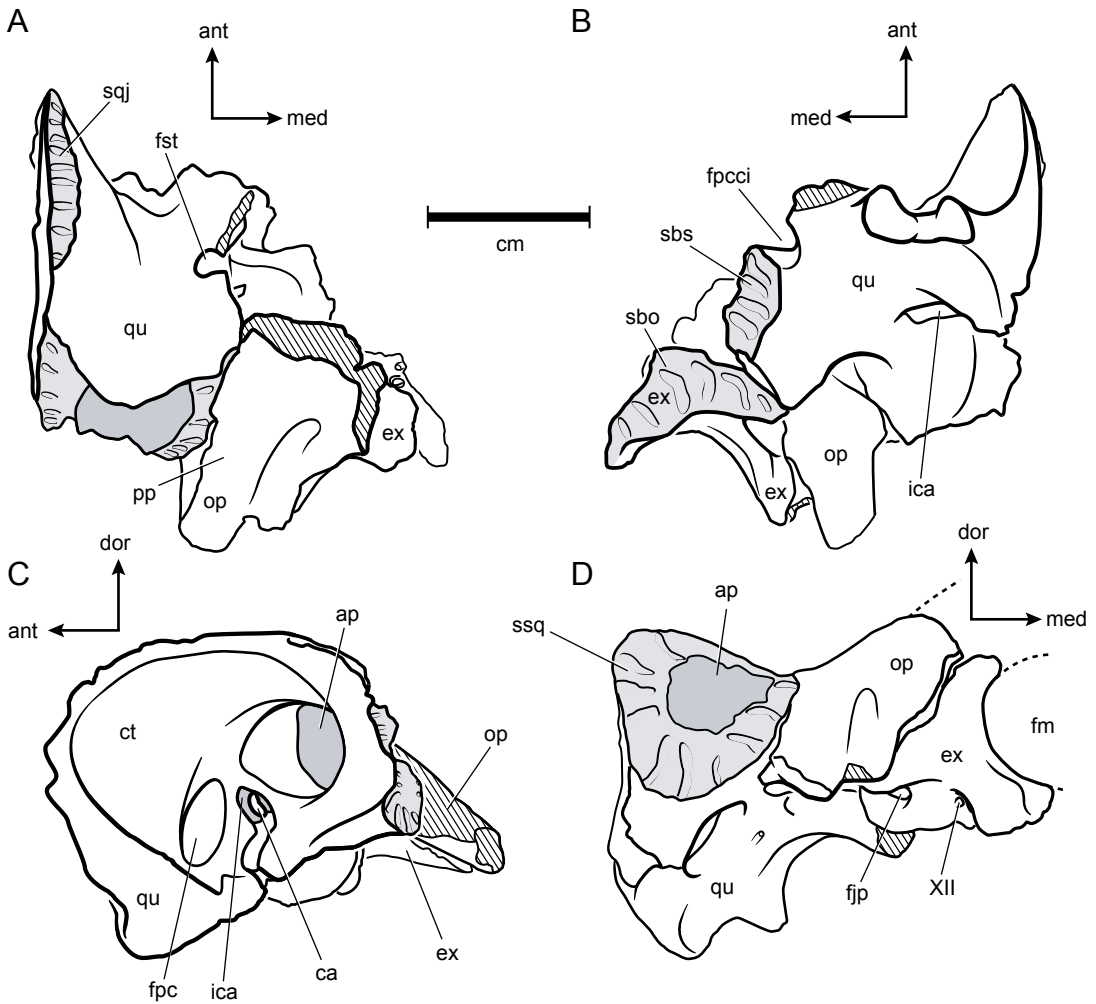 A
ant
med
sqj
fst
qu
pp
op
ex
cm
B
ant
med
fpcci
sbs
sbo
qu
ex
ex
op
ica
C
dor
ant
ap
ct
op
qu
fpc
ica
ca
ex
D
dor
med
ap
ssq
op
ex
fm
qu
fjp
XII